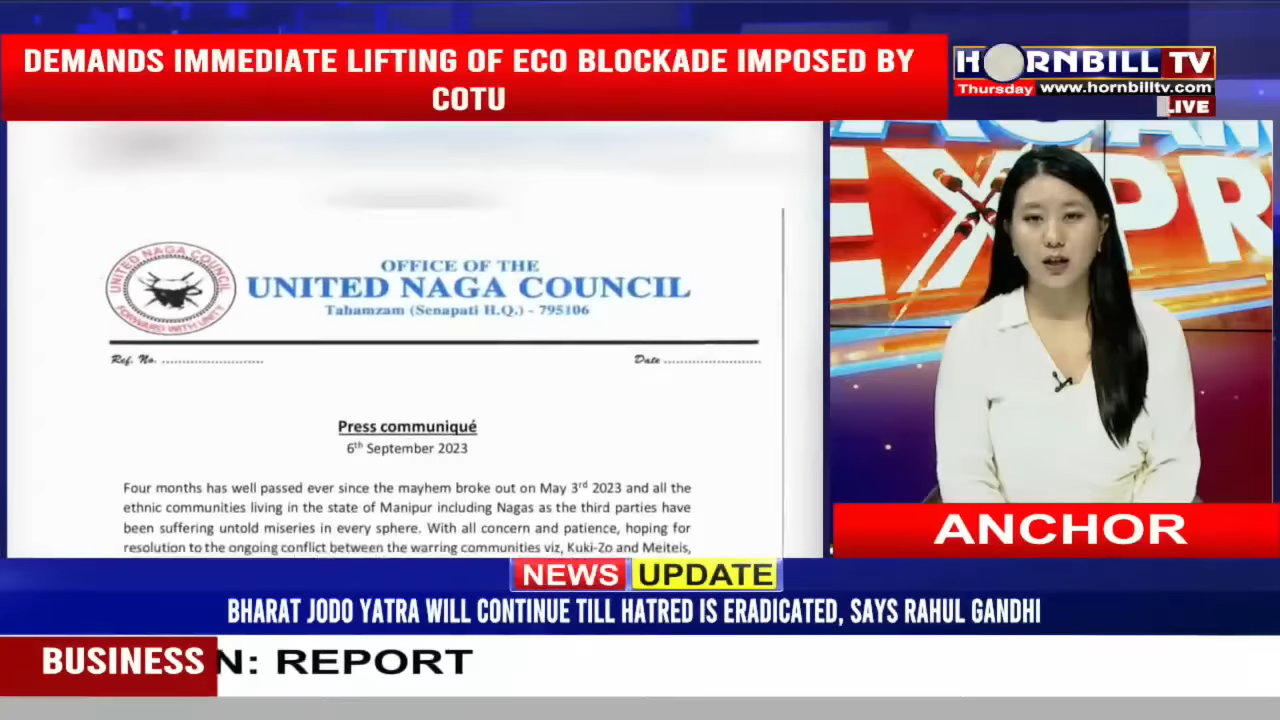 DEMANDS IMMEDIATE LIFTING OF ECO BLOCKADE IMPOSED BY
COTU
HORNBILL TV
Thursday www.hornbilltv.com
LIVE
EXPR
UNITED NAGA COUNCIL
FORWARD WITH UNITY
OFFICE OF THE
UNITED NAGA COUNCIL
Tahamzam (Senapati H.Q.) - 795106
Ref. No. ........................
Date ........................
Press communiqué
6th September 2023
Four months has well passed ever since the mayhem broke out on May 3rd 2023 and all the
ethnic communities living in the state of Manipur including Nagas as the third parties have
been suffering untold miseries in every sphere. With all concern and patience, hoping for
resolution to the ongoing conflict between the warring communities viz, Kuki-Zo and Meiteis,
ANCHOR
NEWS UPDATE
BHARAT JODO YATRA WILL CONTINUE TILL HATRED IS ERADICATED, SAYS RAHUL GANDHI
BUSINESS N: REPORT